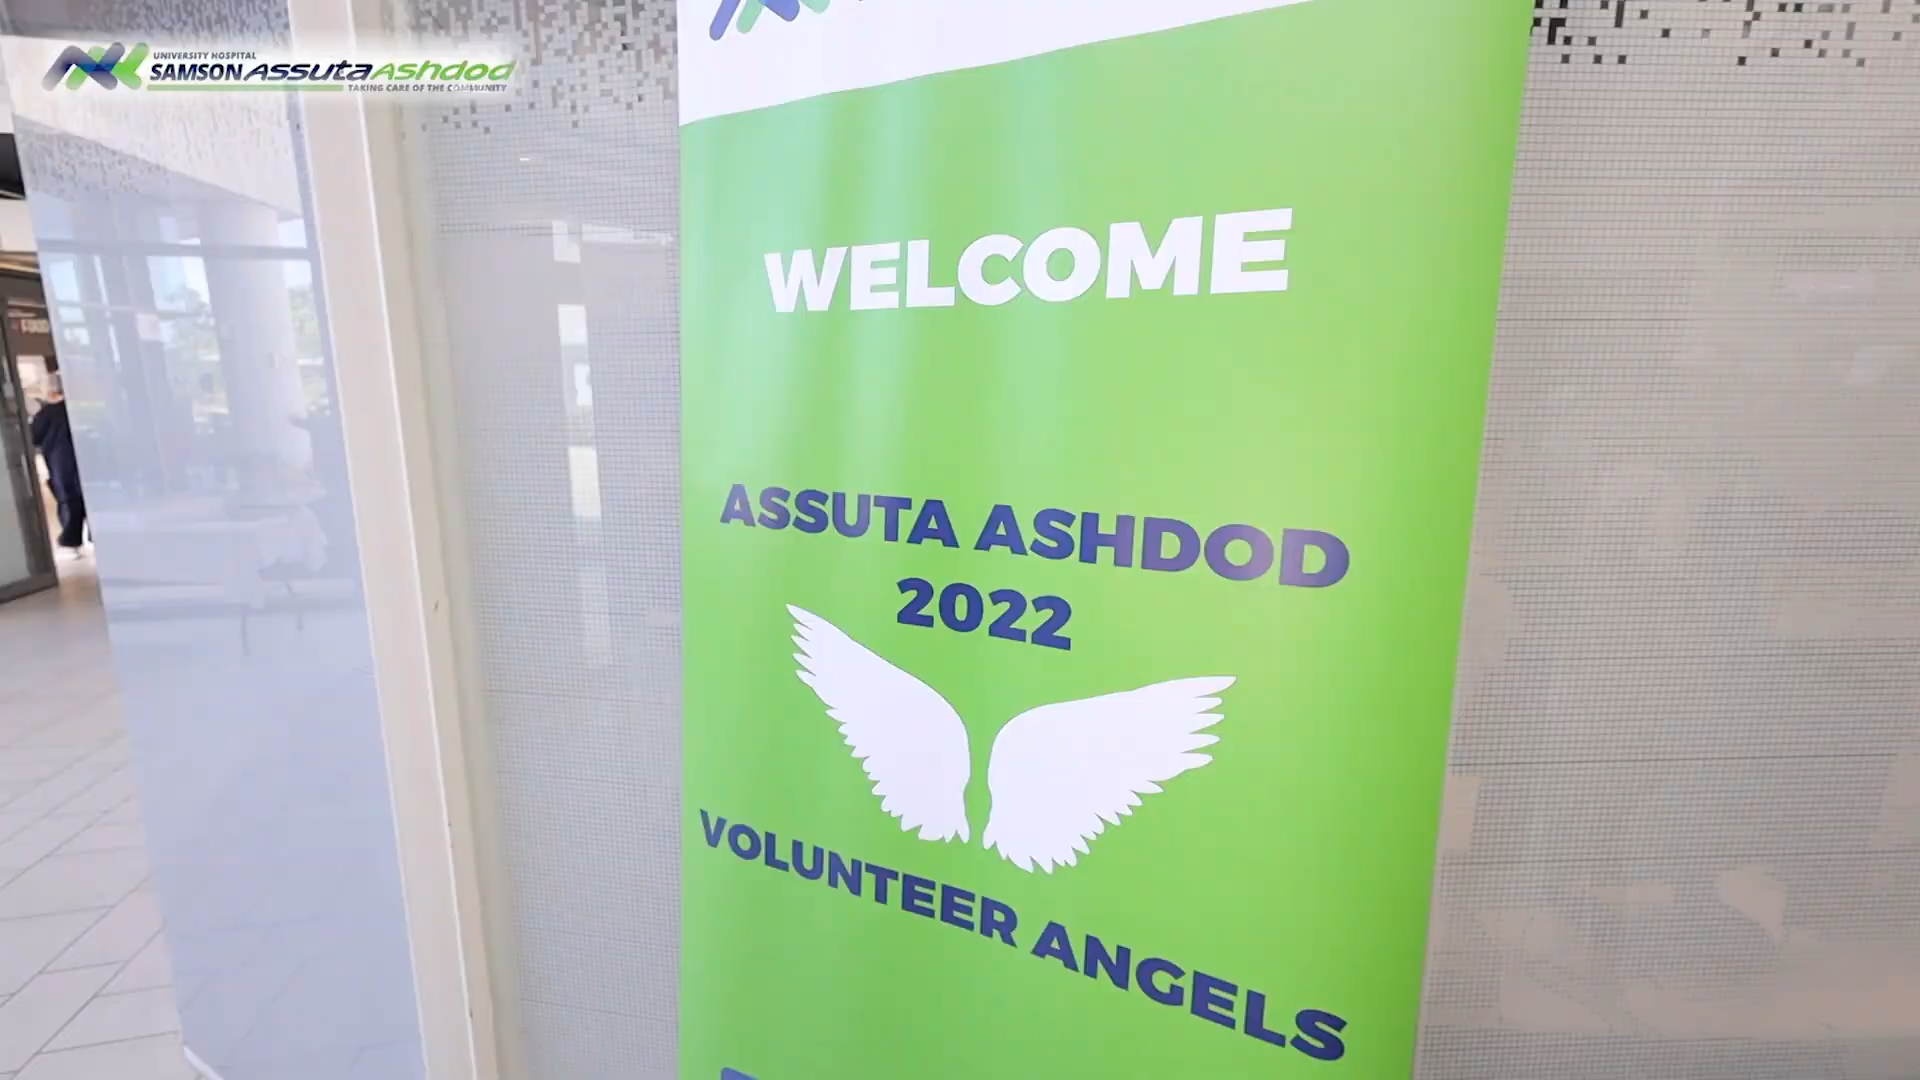 UNIVERSITY HOSPITAL
SAMSON Assuta Ashdod
TAKING CARE OF THE COMMUNITY
WELCOME
ASSUTA ASHDOD
2022
VOLUNTEER ANGELS